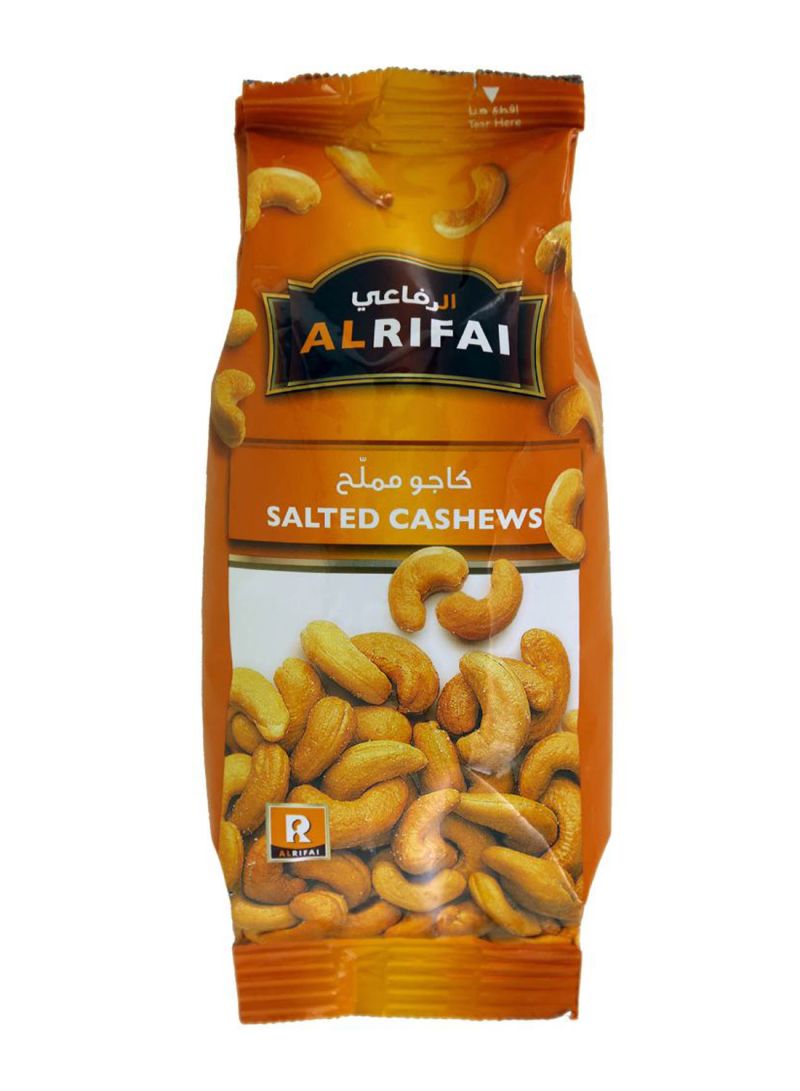 اقطع هنا
Tear Here
الرفاعي
ALRIFAI
كاجو مملّح
SALTED CASHEWS
R
ALRIFAI